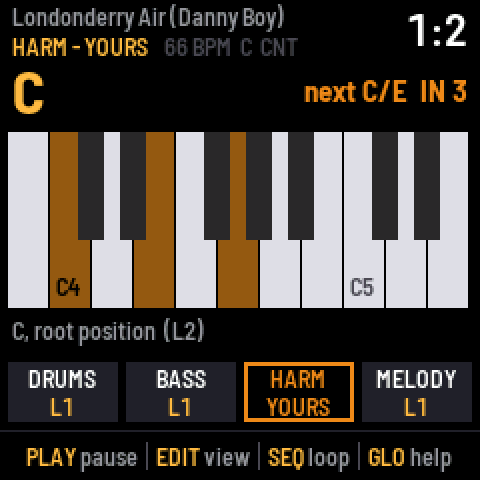 Londonderry Air (Danny Boy)
1:2
HARM - YOURS 66 BPM C CNT
C
next C/E IN 3
C4
C5
C, root position (L2)
DRUMS BASS HARM MELODY
L1 L1 YOURS L1
PLAY pause EDIT view SEQ loop GLO help